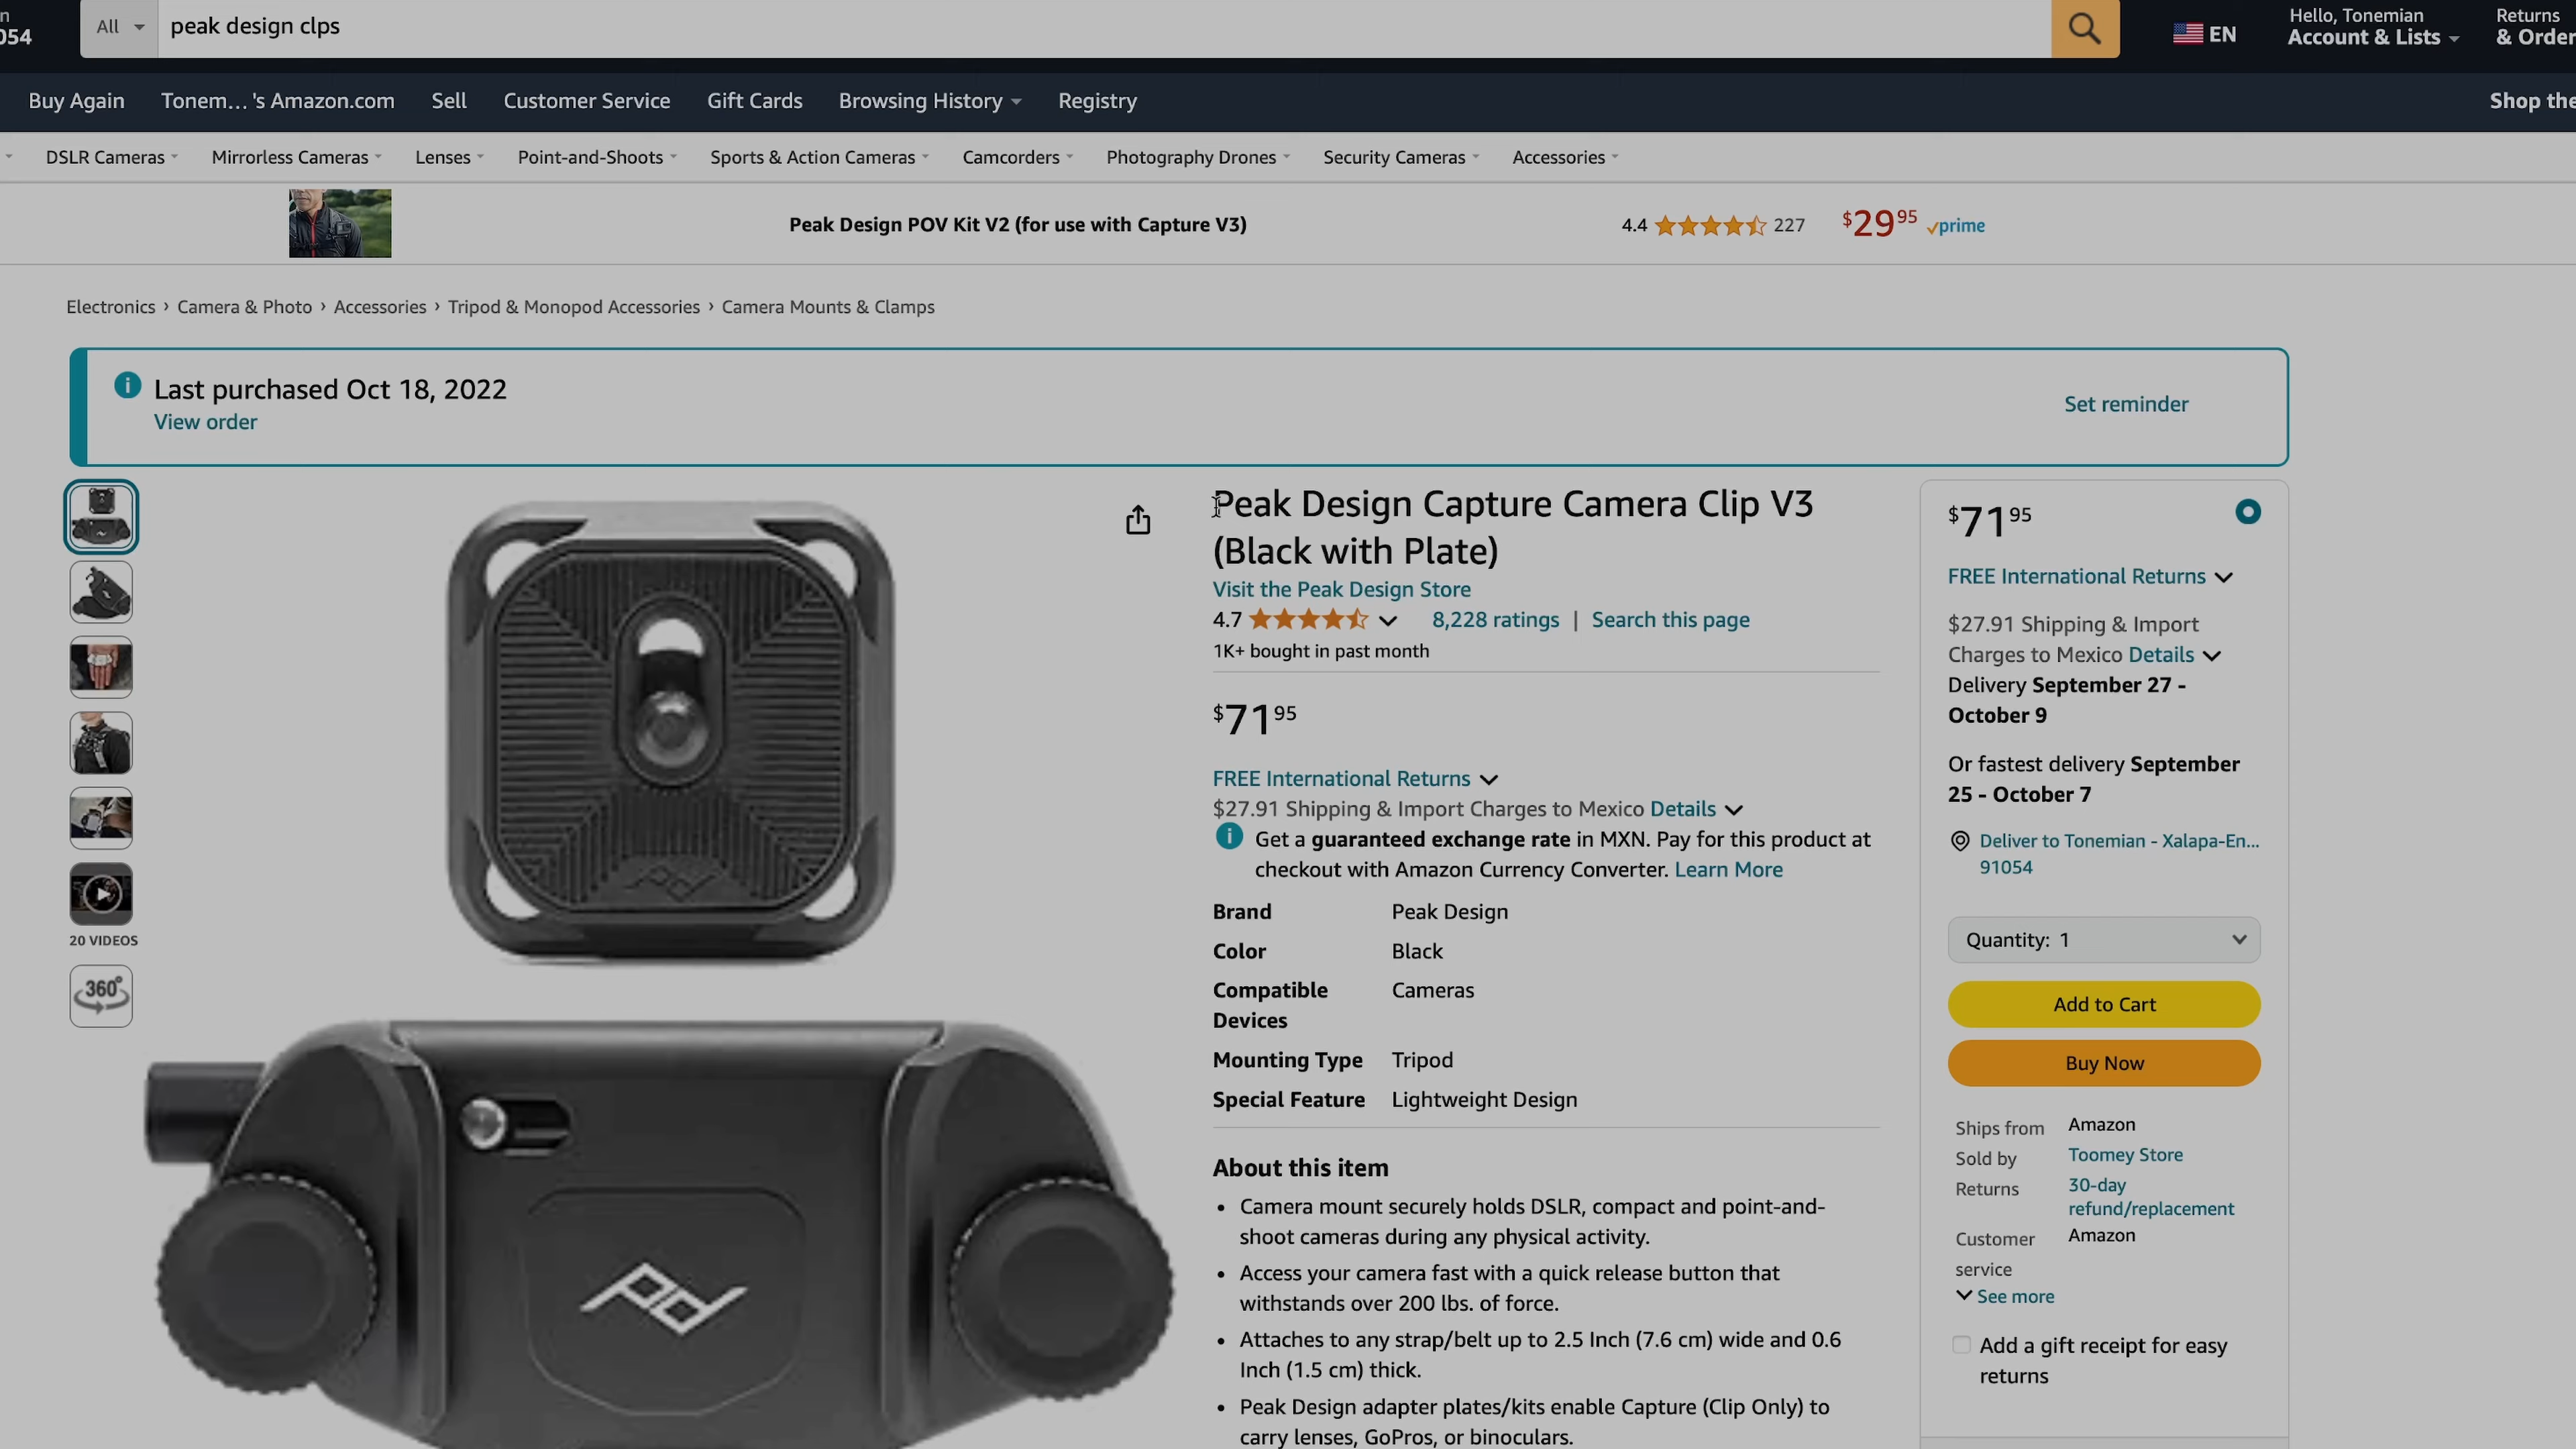 n
054
All
peak design clps
EN
Hello, Tonemian
Account & Lists
Returns
& Order
Buy Again
Tonem... 's Amazon.com
Sell
Customer Service
Gift Cards
Browsing History
Registry
Shop the
DSLR Cameras
Mirrorless Cameras
Lenses
Point-and-Shoots
Sports & Action Cameras
Camcorders
Photography Drones
Security Cameras
Accessories
Peak Design POV Kit V2 (for use with Capture V3)
4.4
227
$29 95
prime
Electronics › Camera & Photo › Accessories › Tripod & Monopod Accessories › Camera Mounts & Clamps
Last purchased Oct 18, 2022
View order
Set reminder
20 VIDEOS
360°
Peak Design Capture Camera Clip V3
(Black with Plate)
Visit the Peak Design Store
4.7
8,228 ratings | Search this page
1K+ bought in past month
$71 95
FREE International Returns
$27.91 Shipping & Import Charges to Mexico Details
Get a guaranteed exchange rate in MXN. Pay for this product at
checkout with Amazon Currency Converter. Learn More
Brand Peak Design
Color Black
Compatible Cameras
Devices
Mounting Type Tripod
Special Feature Lightweight Design
About this item
• Camera mount securely holds DSLR, compact and point-and-
shoot cameras during any physical activity.
• Access your camera fast with a quick release button that
withstands over 200 lbs. of force.
• Attaches to any strap/belt up to 2.5 Inch (7.6 cm) wide and 0.6
Inch (1.5 cm) thick.
• Peak Design adapter plates/kits enable Capture (Clip Only) to
carry lenses, GoPros, or binoculars.
$71 95
FREE International Returns
$27.91 Shipping & Import
Charges to Mexico Details
Delivery September 27 -
October 9
Or fastest delivery September
25 - October 7
Deliver to Tonemian - Xalapa-En...
91054
Quantity: 1
Add to Cart
Buy Now
Ships from Amazon
Sold by Toomey Store
Returns 30-day
refund/replacement
Customer Amazon
service
See more
Add a gift receipt for easy
returns